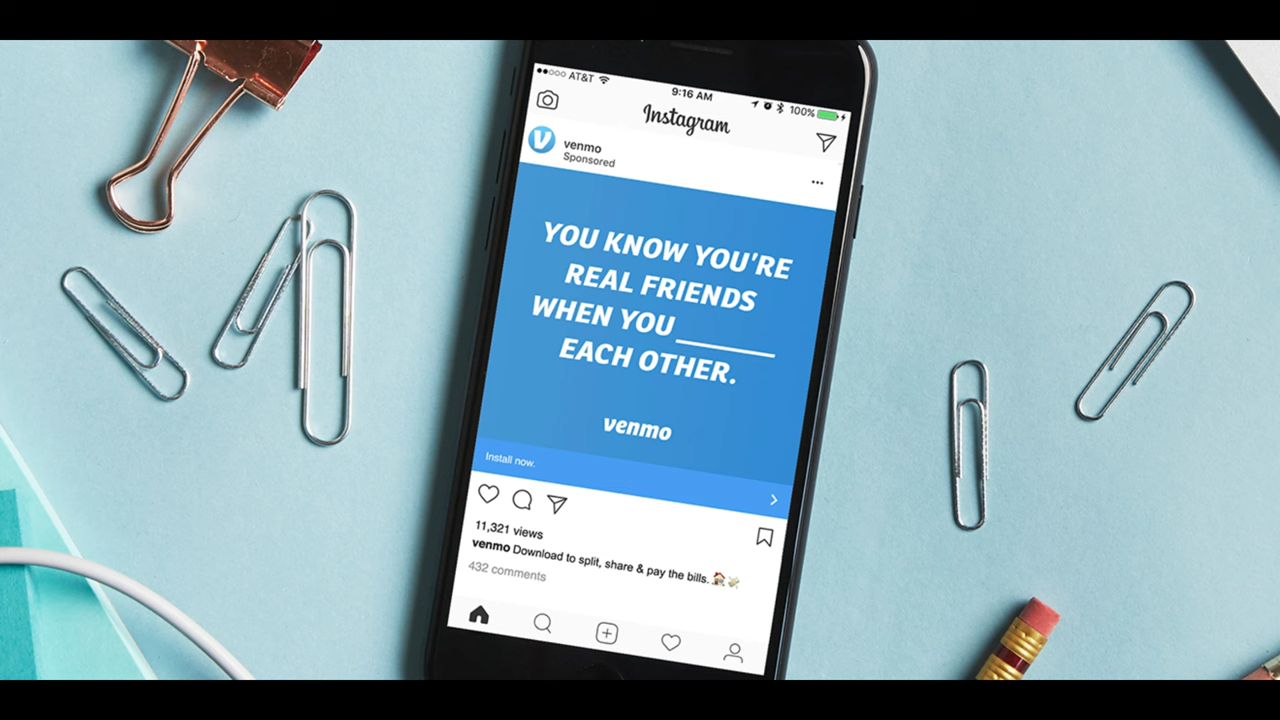 AT&T
9:16 AM
100%
Instagram
venmo
Sponsored
YOU KNOW YOU'RE
REAL FRIENDS
WHEN YOU ______
EACH OTHER.
venmo
Install now.
11,321 views
venmo Download to split, share & pay the bills. 🏠💸
432 comments